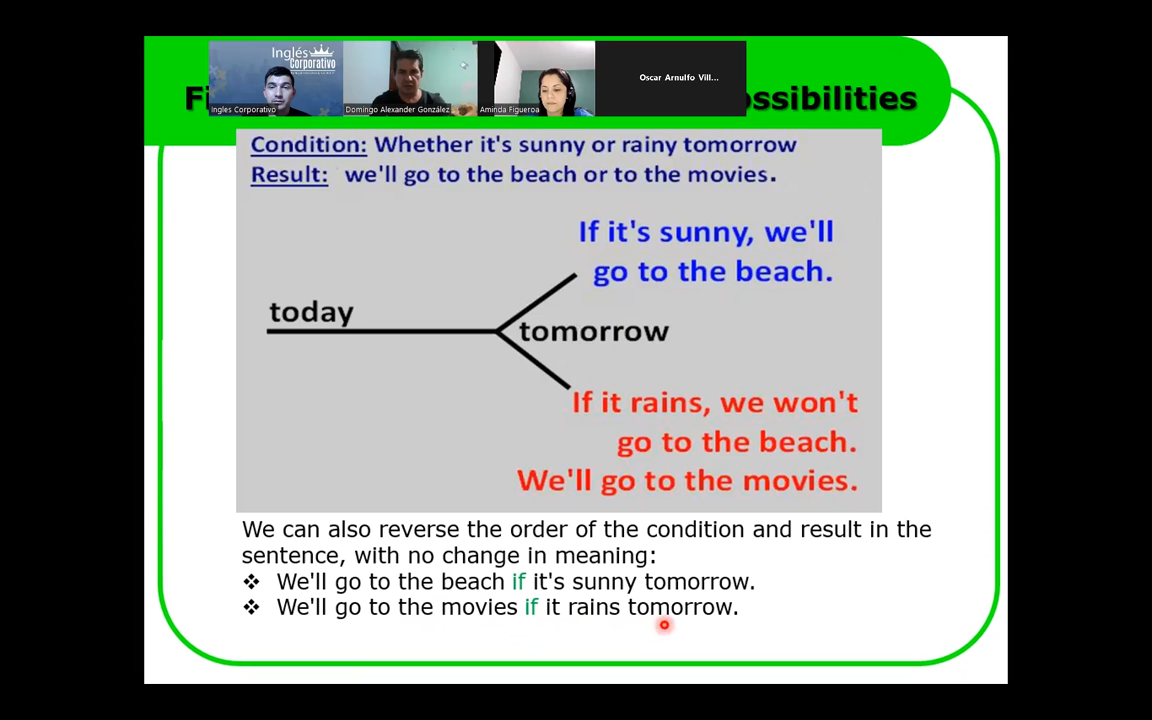 Inglés
Corporativo
Ingles Corporativo
Domingo Alexander González
Aminda Figueroa
Oscar Arnulfo Vill...
Condition: Whether it's sunny or rainy tomorrow
Result: we'll go to the beach or to the movies.
If it's sunny, we'll
go to the beach.
today
tomorrow
If it rains, we won't
go to the beach.
We'll go to the movies.
We can also reverse the order of the condition and result in the
sentence, with no change in meaning:
❖ We'll go to the beach if it's sunny tomorrow.
❖ We'll go to the movies if it rains tomorrow.